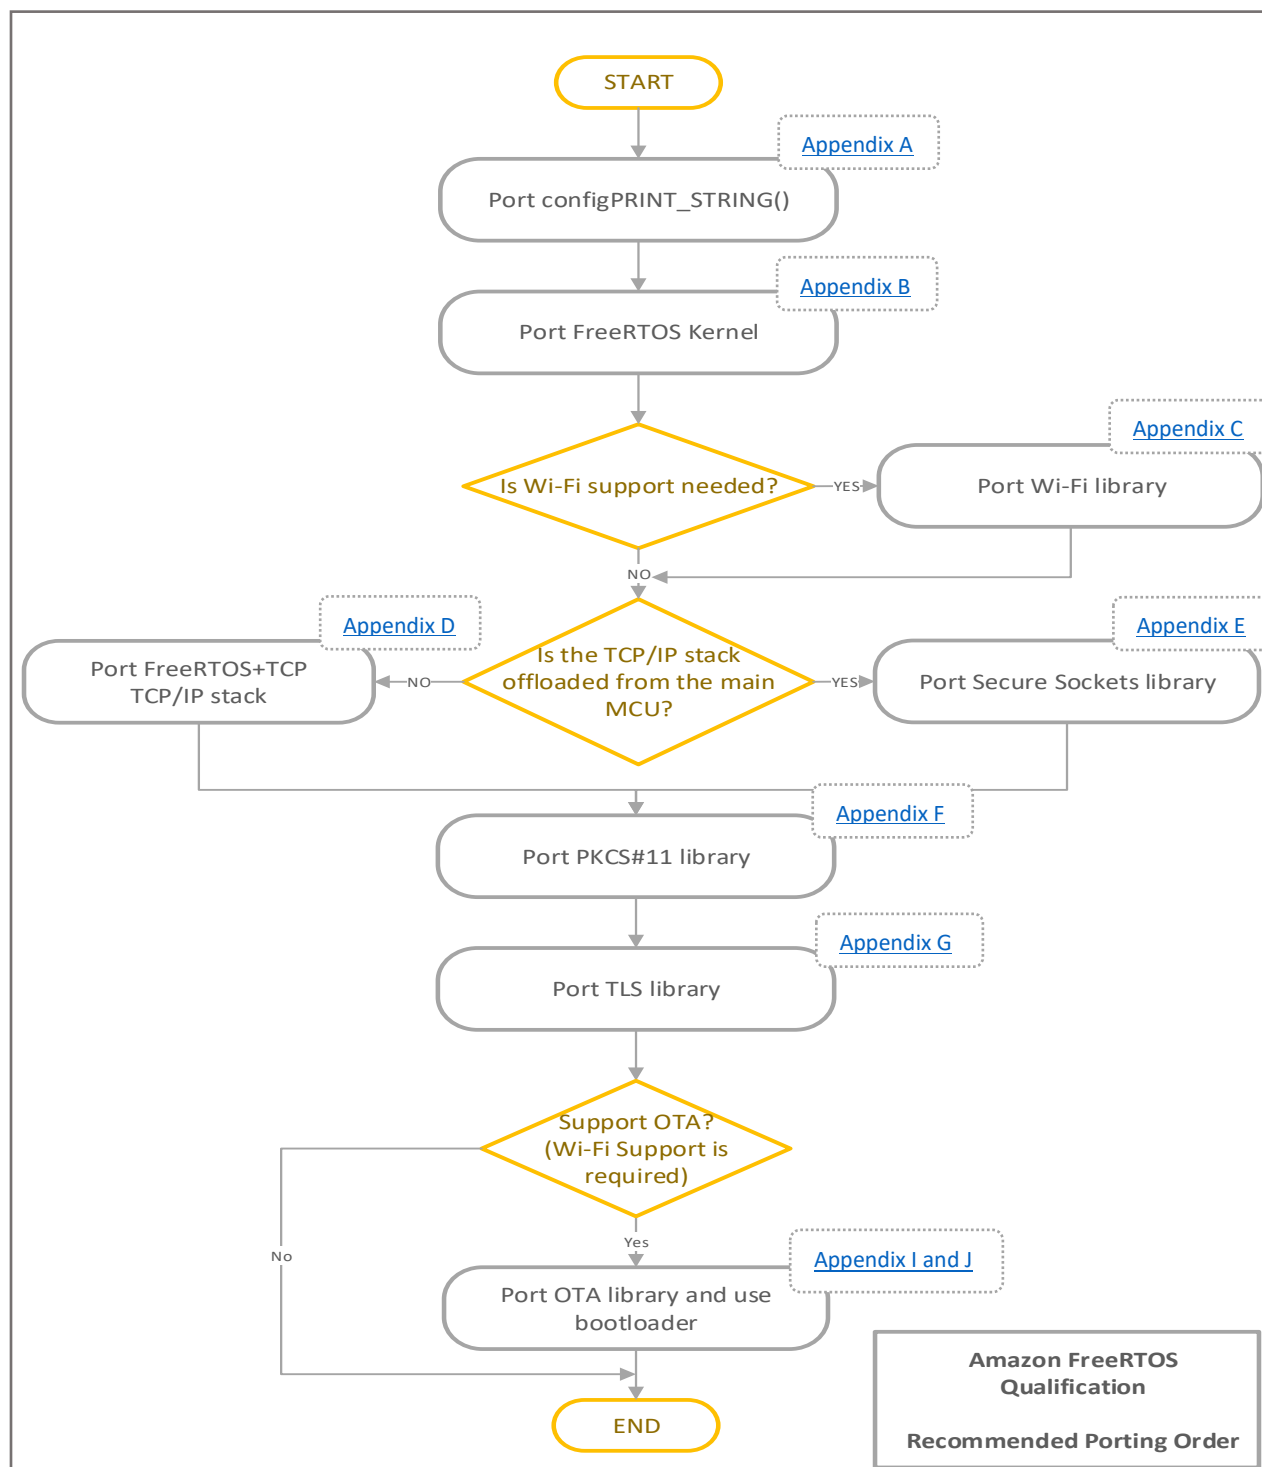 START
Appendix A
Port configPRINT_STRING()
Appendix B
Port FreeRTOS Kernel
Appendix C
Is Wi-Fi support needed?
YES
Port Wi-Fi library
NO
Appendix D
Appendix E
Port FreeRTOS+TCP
TCP/IP stack
NO
Is the TCP/IP stack
offloaded from the main
MCU?
YES
Port Secure Sockets library
Appendix F
Port PKCS#11 library
Appendix G
Port TLS library
Support OTA?
(Wi-Fi Support is
required)
No
Yes
Appendix I and J
Port OTA library and use
bootloader
END
Amazon FreeRTOS
Qualification
Recommended Porting Order